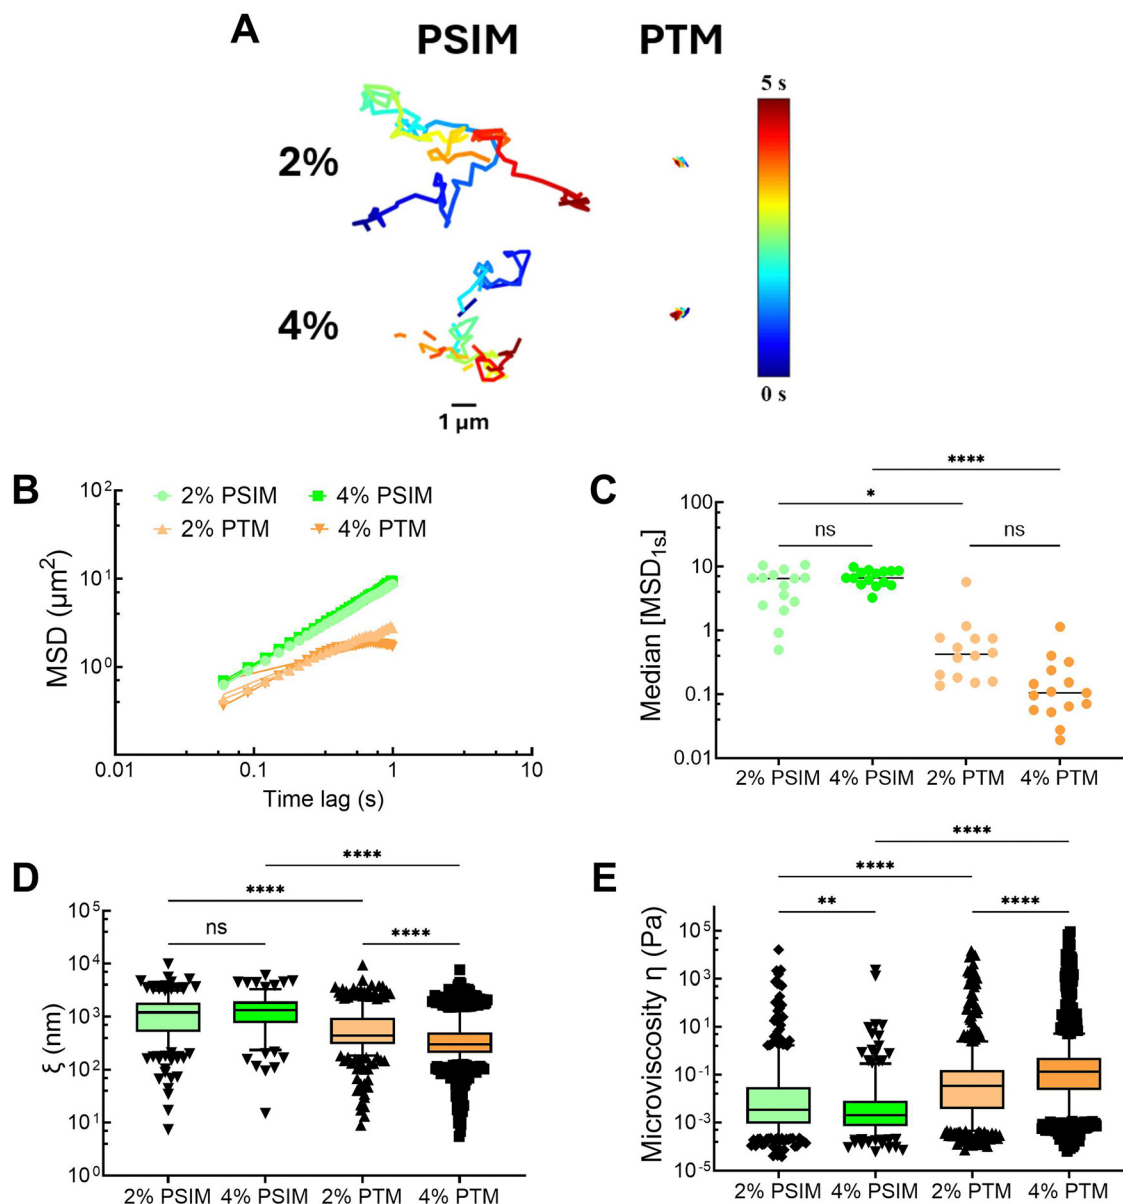 A
PSIM
PTM
5 s
2%
4%
0 s
1 µm
B
2% PSIM
4% PSIM
2% PTM
4% PTM
MSD (µm²)
10²
10¹
10⁰
0.01
0.1
1
10
Time lag (s)
C
****
*
ns
ns
Median [MSD₁ₛ]
100
10
1
0.1
0.01
2% PSIM
4% PSIM
2% PTM
4% PTM
D
****
****
ns
****
ξ (nm)
10⁵
10⁴
10³
10²
10¹
10⁰
2% PSIM
4% PSIM
2% PTM
4% PTM
E
****
****
**
****
Microviscosity η (Pa)
10⁵
10³
10¹
10⁻¹
10⁻³
10⁻⁵
2% PSIM
4% PSIM
2% PTM
4% PTM